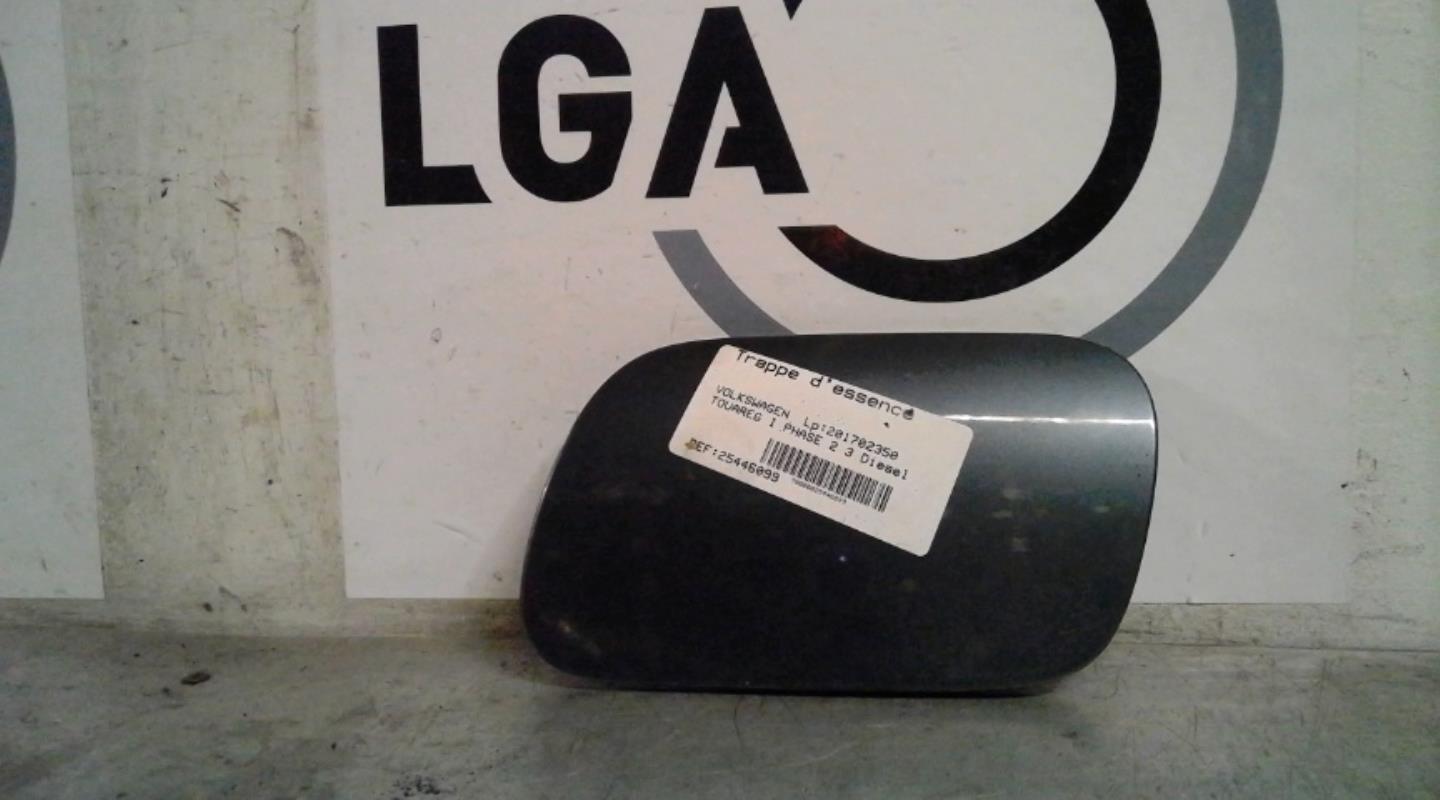 LGA
Trappe d'essence
VOLKSWAGEN Lp:201702350
TOUAREG I PHASE 2 3 Diesel
REF:25446099